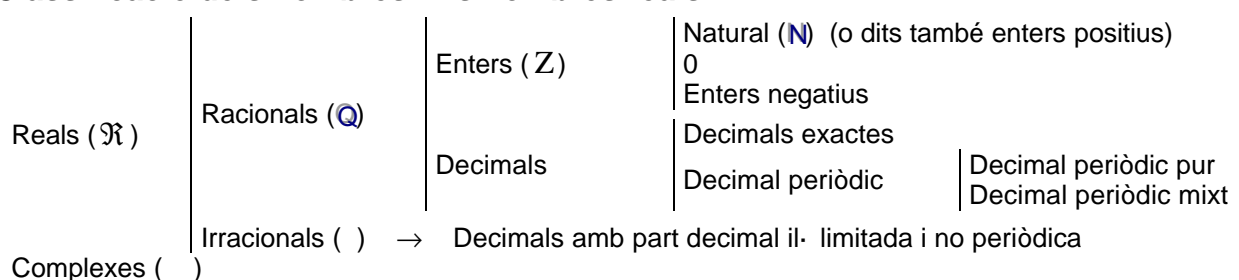 Natural (N) (o dits també enters positius)
Enters (Z) 0
Enters negatius
Racionals (Q)
Reals (ℜ) Decimals exactes
Decimals Decimal periòdic Decimal periòdic pur
Decimal periòdic mixt
Irracionals ( ) → Decimals amb part decimal il· limitada i no periòdica
Complexes ( )